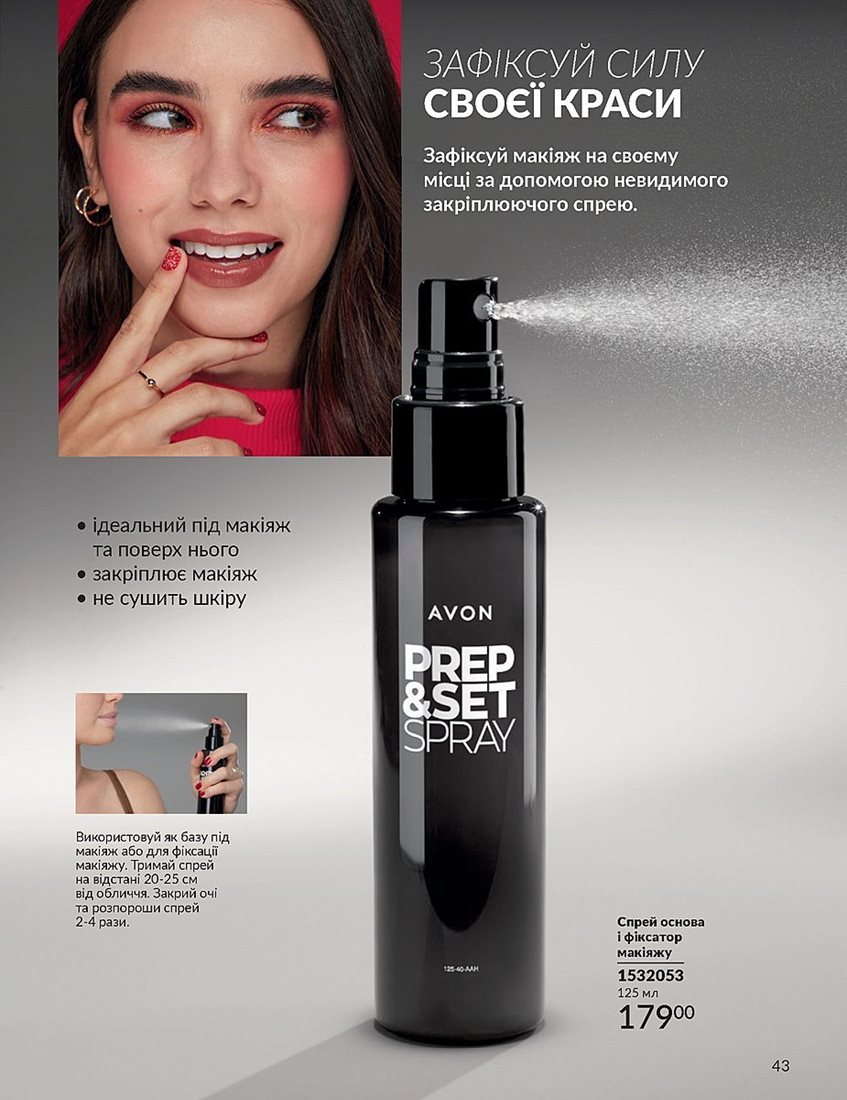 ЗАФІКСУЙ СИЛУ
СВОЄЇ КРАСИ
Зафіксуй макіяж на своєму
місці за допомогою невидимого
закріплюючого спрею.
• ідеальний під макіяж
та поверх нього
• закріплює макіяж
• не сушить шкіру
AVON
PREP
&SET
SPRAY
125-40-AAH
Використовуй як базу під
макіяж або для фіксації
макіяжу. Тримай спрей
на відстані 20-25 см
від обличчя. Закрий очі
та розпороши спрей
2-4 рази.
Спрей основа
і фіксатор
макіяжу
1532053
125 мл
179⁰⁰
43